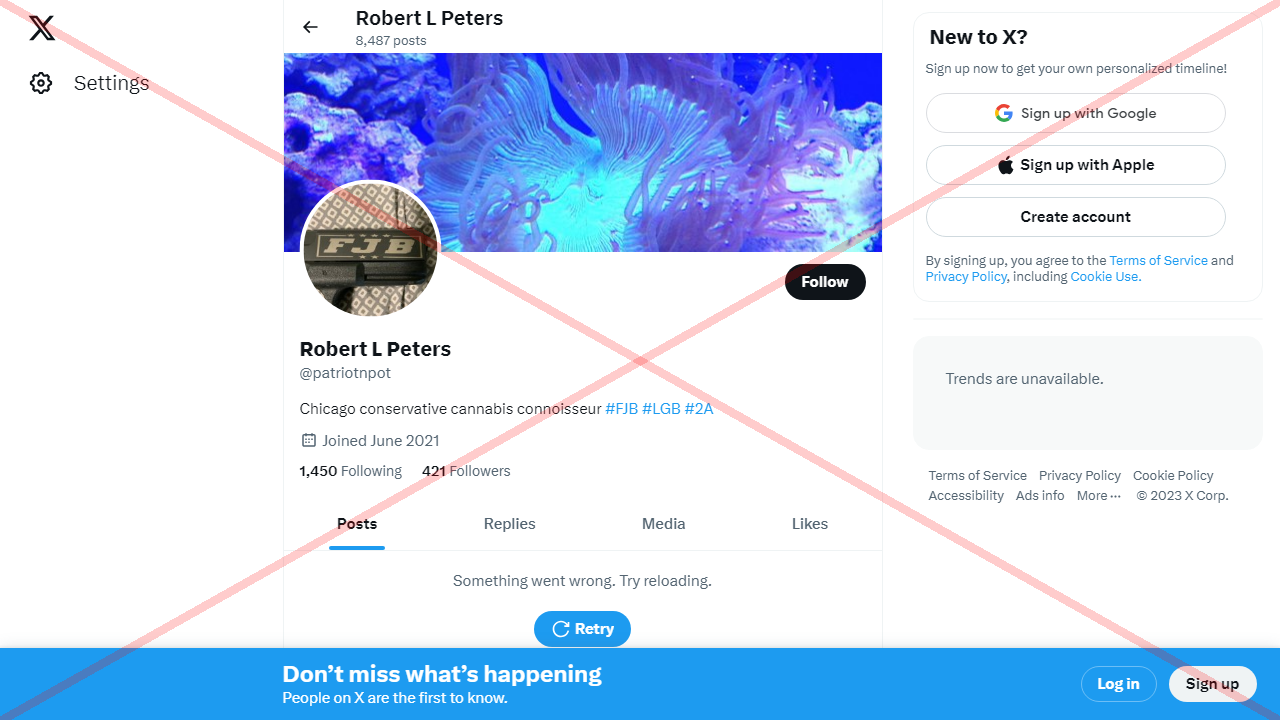 Robert L Peters
8,487 posts
Settings
FJB
Follow
Robert L Peters
@patriotnpot
Chicago conservative cannabis connoisseur #FJB #LGB #2A
Joined June 2021
1,450 Following 421 Followers
Posts Replies Media Likes
Something went wrong. Try reloading.
Retry
New to X?
Sign up now to get your own personalized timeline!
Sign up with Google
Sign up with Apple
Create account
By signing up, you agree to the Terms of Service and
Privacy Policy, including Cookie Use.
Trends are unavailable.
Terms of Service Privacy Policy Cookie Policy
Accessibility Ads info More ··· © 2023 X Corp.
Don’t miss what’s happening
People on X are the first to know.
Log in Sign up